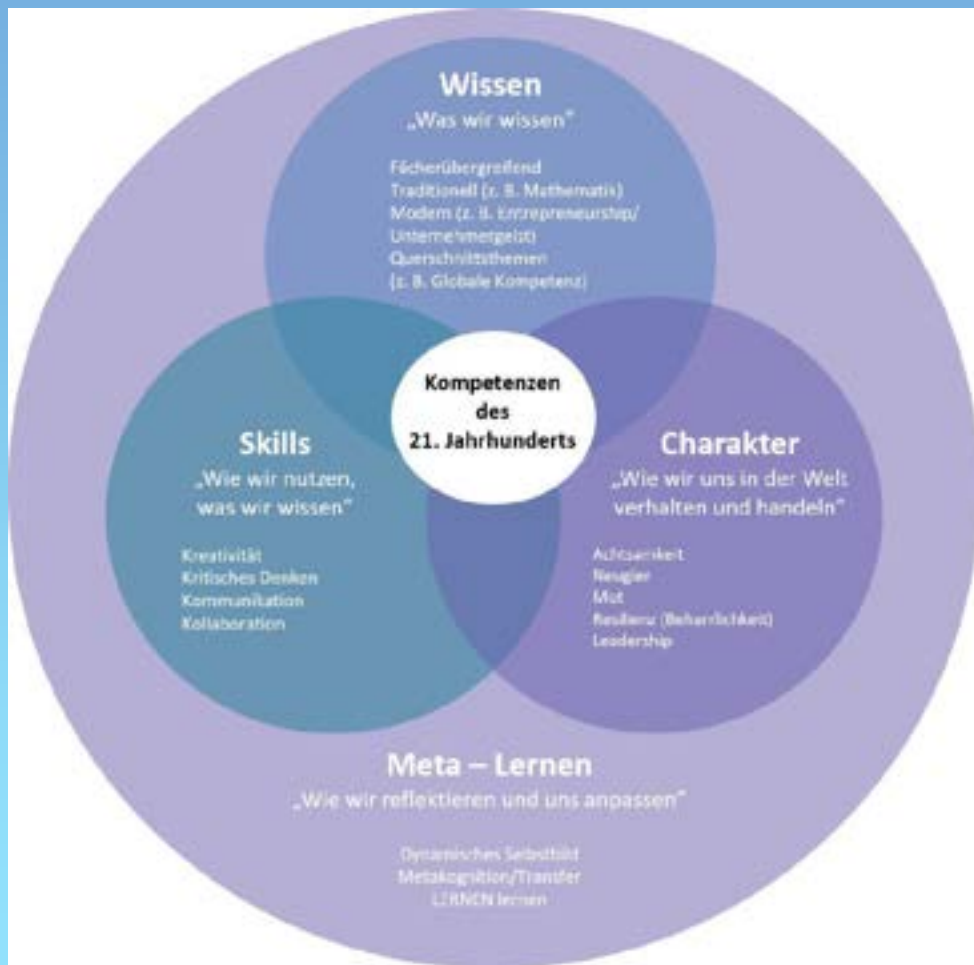 Wissen
„Was wir wissen"
Fächerübergreifend
Traditionell (z. B. Mathematik)
Modern (z. B. Entrepreneurship/
Unternehmergeist)
Querschnittsthemen
(z. B. Globale Kompetenz)
Kompetenzen
des
21. Jahrhunderts
Skills
„Wie wir nutzen,
was wir wissen"
Kreativität
Kritisches Denken
Kommunikation
Kollaboration
Charakter
„Wie wir uns in der Welt
verhalten und handeln"
Achtsamkeit
Neugier
Mut
Resilienz (Beharrlichkeit)
Leadership
Meta – Lernen
„Wie wir reflektieren und uns anpassen"
Dynamisches Selbstbild
Metakognition/Transfer
LERNEN lernen